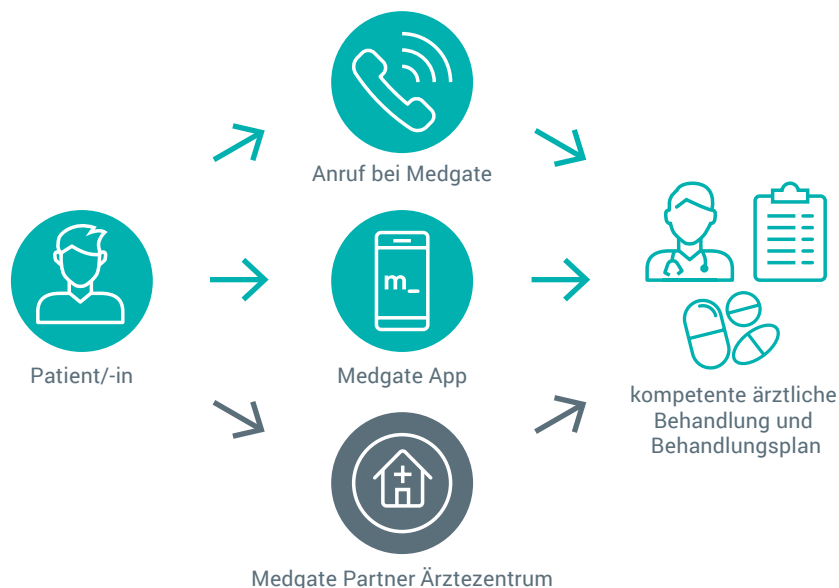 Anruf bei Medgate
Patient/-in
m_
Medgate App
kompetente ärztliche
Behandlung und
Behandlungsplan
Medgate Partner Ärztezentrum